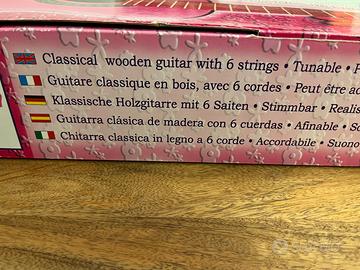 Classical wooden guitar with 6 strings • Tunable •
Guitare classique en bois, avec 6 cordes • Peut être
Klassische Holzgitarre mit 6 Saiten • Stimmbar •
Guitarra clásica de madera con 6 cuerdas • Afinable •
Chitarra classica in legno a 6 corde • Accordabile • Suono